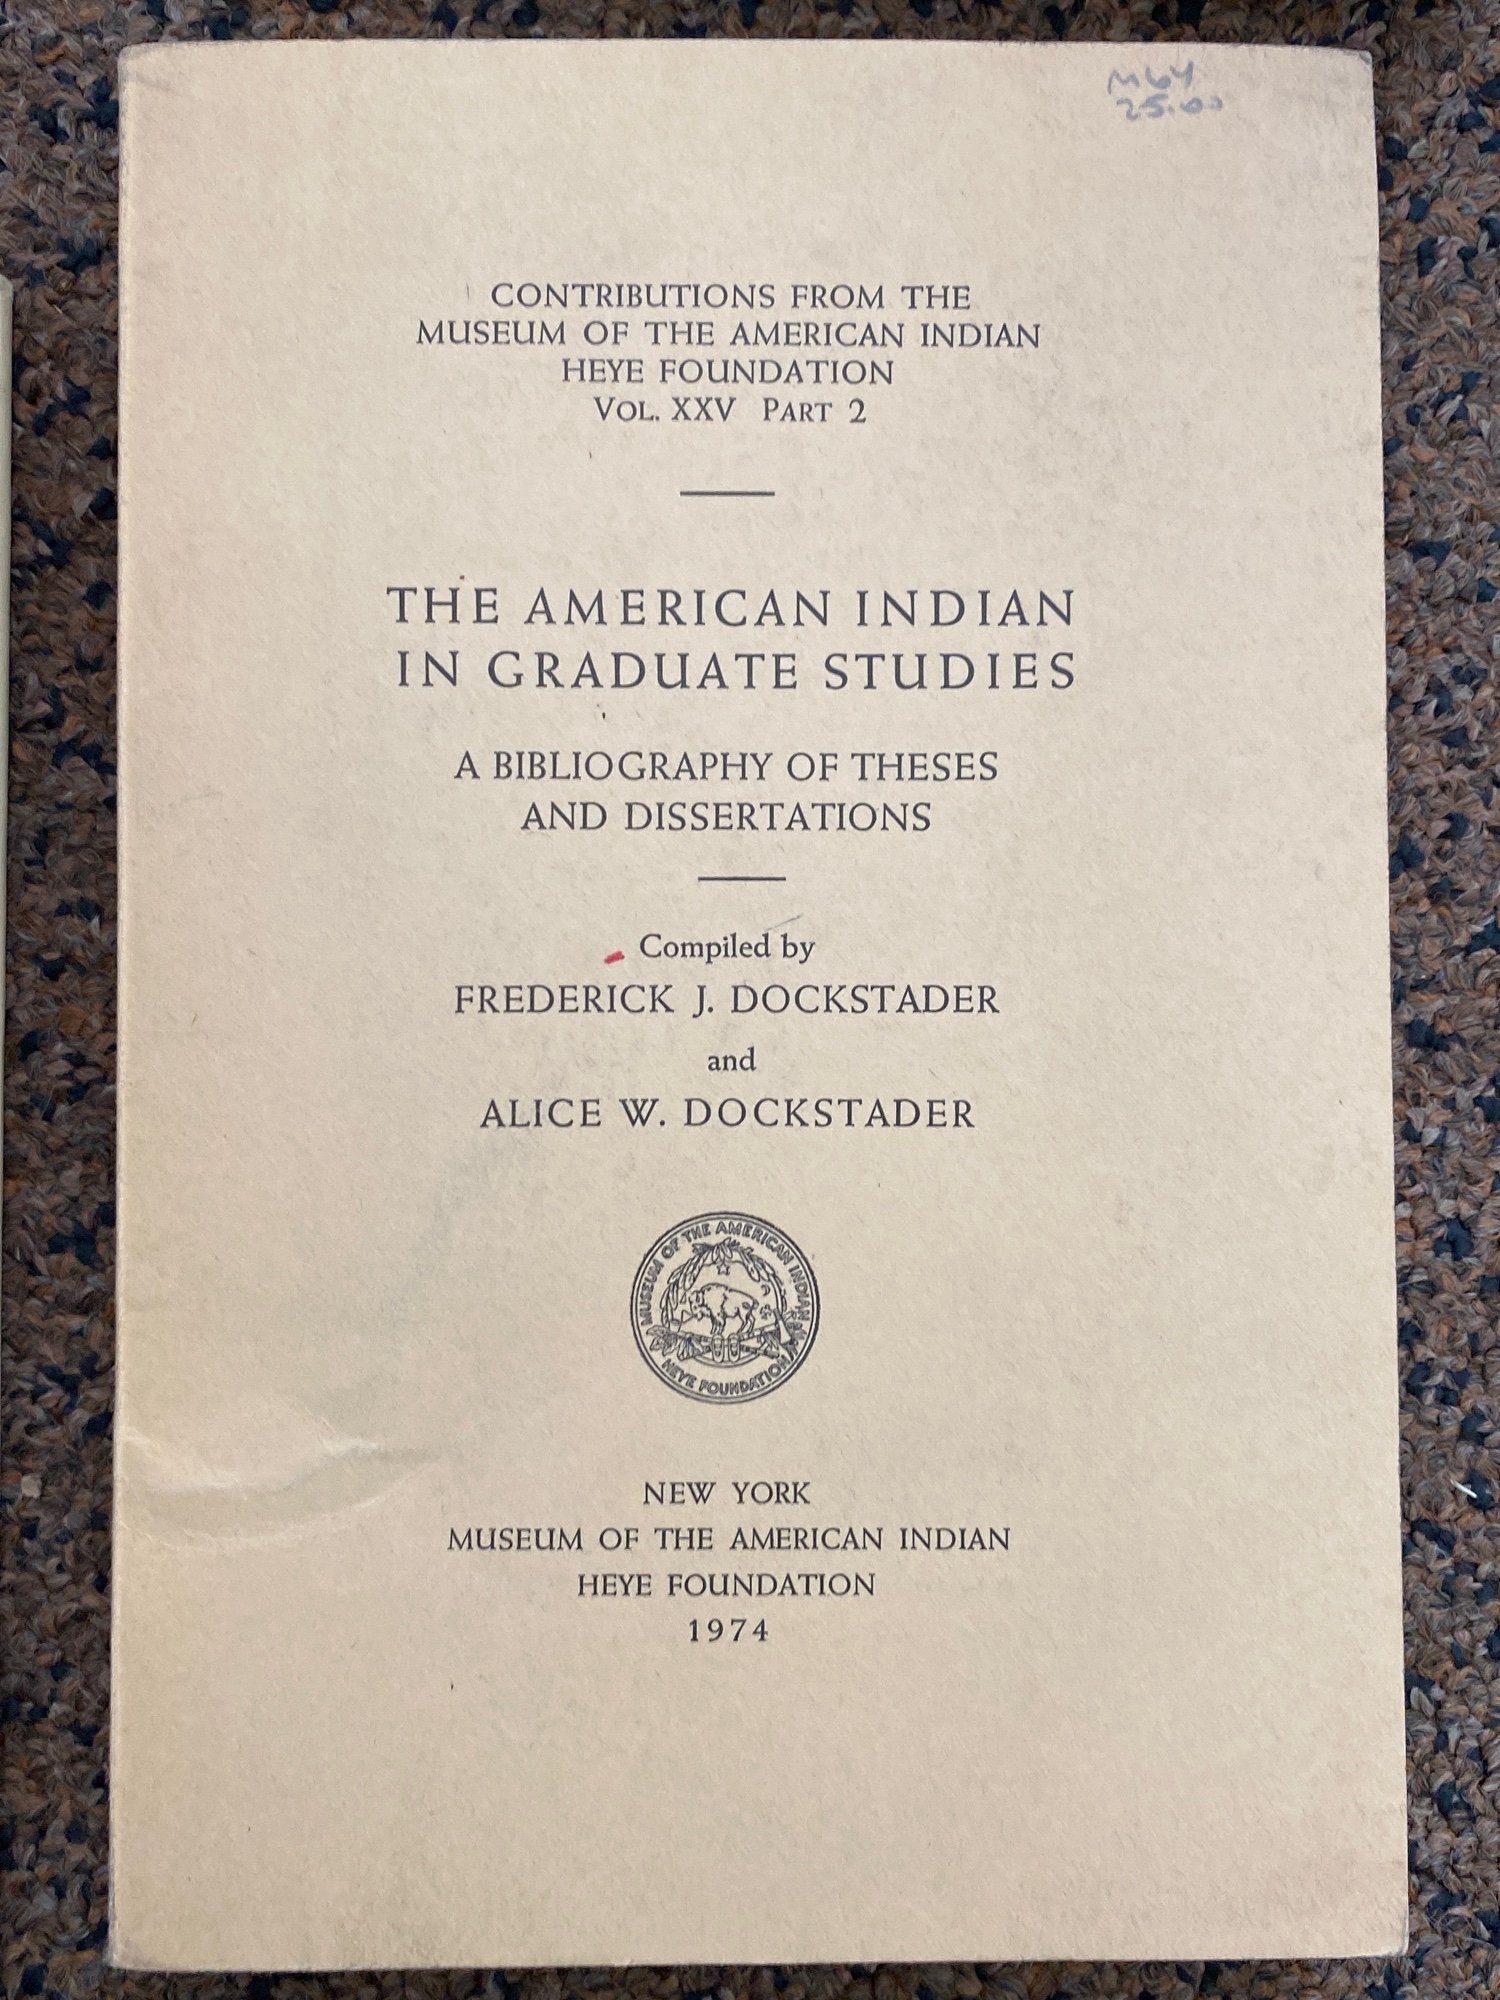 M64
25.00
CONTRIBUTIONS FROM THE
MUSEUM OF THE AMERICAN INDIAN
HEYE FOUNDATION
VOL. XXV PART 2
THE AMERICAN INDIAN
IN GRADUATE STUDIES
A BIBLIOGRAPHY OF THESES
AND DISSERTATIONS
Compiled by
FREDERICK J. DOCKSTADER
and
ALICE W. DOCKSTADER
MUSEUM OF THE AMERICAN INDIAN
HEYE FOUNDATION
NEW YORK
MUSEUM OF THE AMERICAN INDIAN
HEYE FOUNDATION
1974